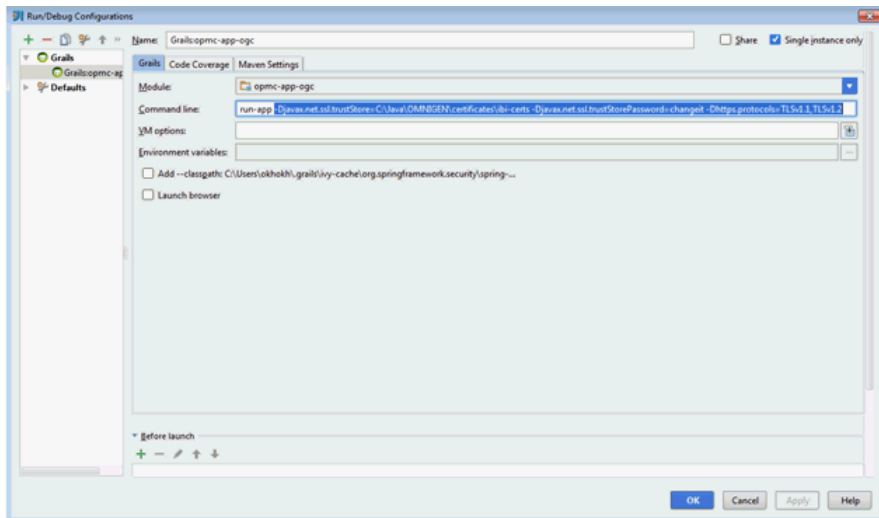 Run/Debug Configurations
Name: Grails:opmc-app-ogc Share Single instance only
Grails
Grails:opmc-ap
Defaults
Grails Code Coverage Maven Settings
Module: opmc-app-ogc
Command line: run-app -Djavax.net.ssl.trustStore=C:\Java\OMNIGEN\certificates\ibi-certs -Djavax.net.ssl.trustStorePassword=changeit -Dhttps.protocols=TLSv1.1,TLSv1.2
VM options:
Environment variables:
Add --classpath: C:\Users\okhokh\.grails\ivy-cache\org.springframework.security\spring-...
Launch browser
Before launch
OK Cancel Apply Help